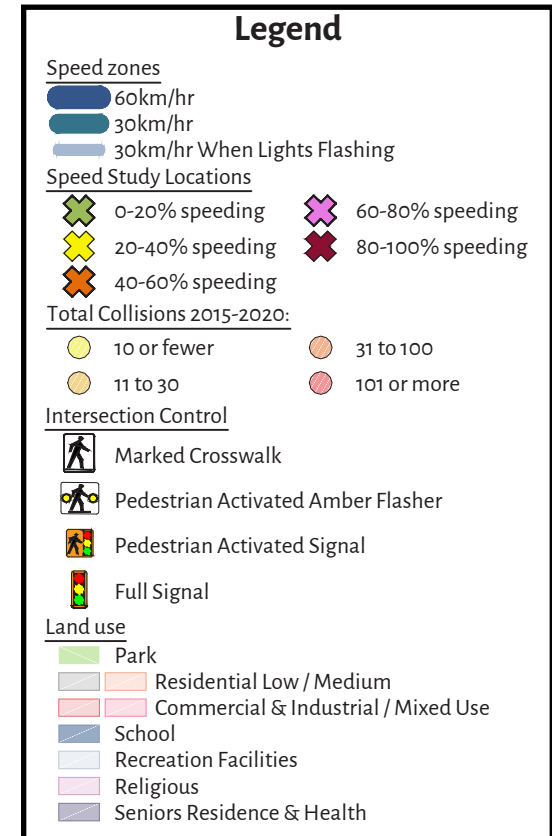 Legend
Speed zones
60km/hr
30km/hr
30km/hr When Lights Flashing
Speed Study Locations
0-20% speeding
60-80% speeding
20-40% speeding
80-100% speeding
40-60% speeding
Total Collisions 2015-2020:
10 or fewer
31 to 100
11 to 30
101 or more
Intersection Control
Marked Crosswalk
Pedestrian Activated Amber Flasher
Pedestrian Activated Signal
Full Signal
Land use
Park
Residential Low / Medium
Commercial & Industrial / Mixed Use
School
Recreation Facilities
Religious
Seniors Residence & Health